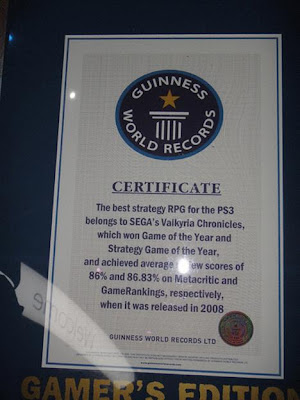 GUINNESS
WORLD RECORDS
CERTIFICATE
The best strategy RPG for the PS3
belongs to SEGA's Valkyria Chronicles,
which won Game of the Year and
Strategy Game of the Year,
and achieved average scores of
86% and 86.83% on Metacritic and
GameRankings, respectively,
when it was released in 2008
Welcome
GUINNESS WORLD RECORDS LTD
GAMER'S EDITION